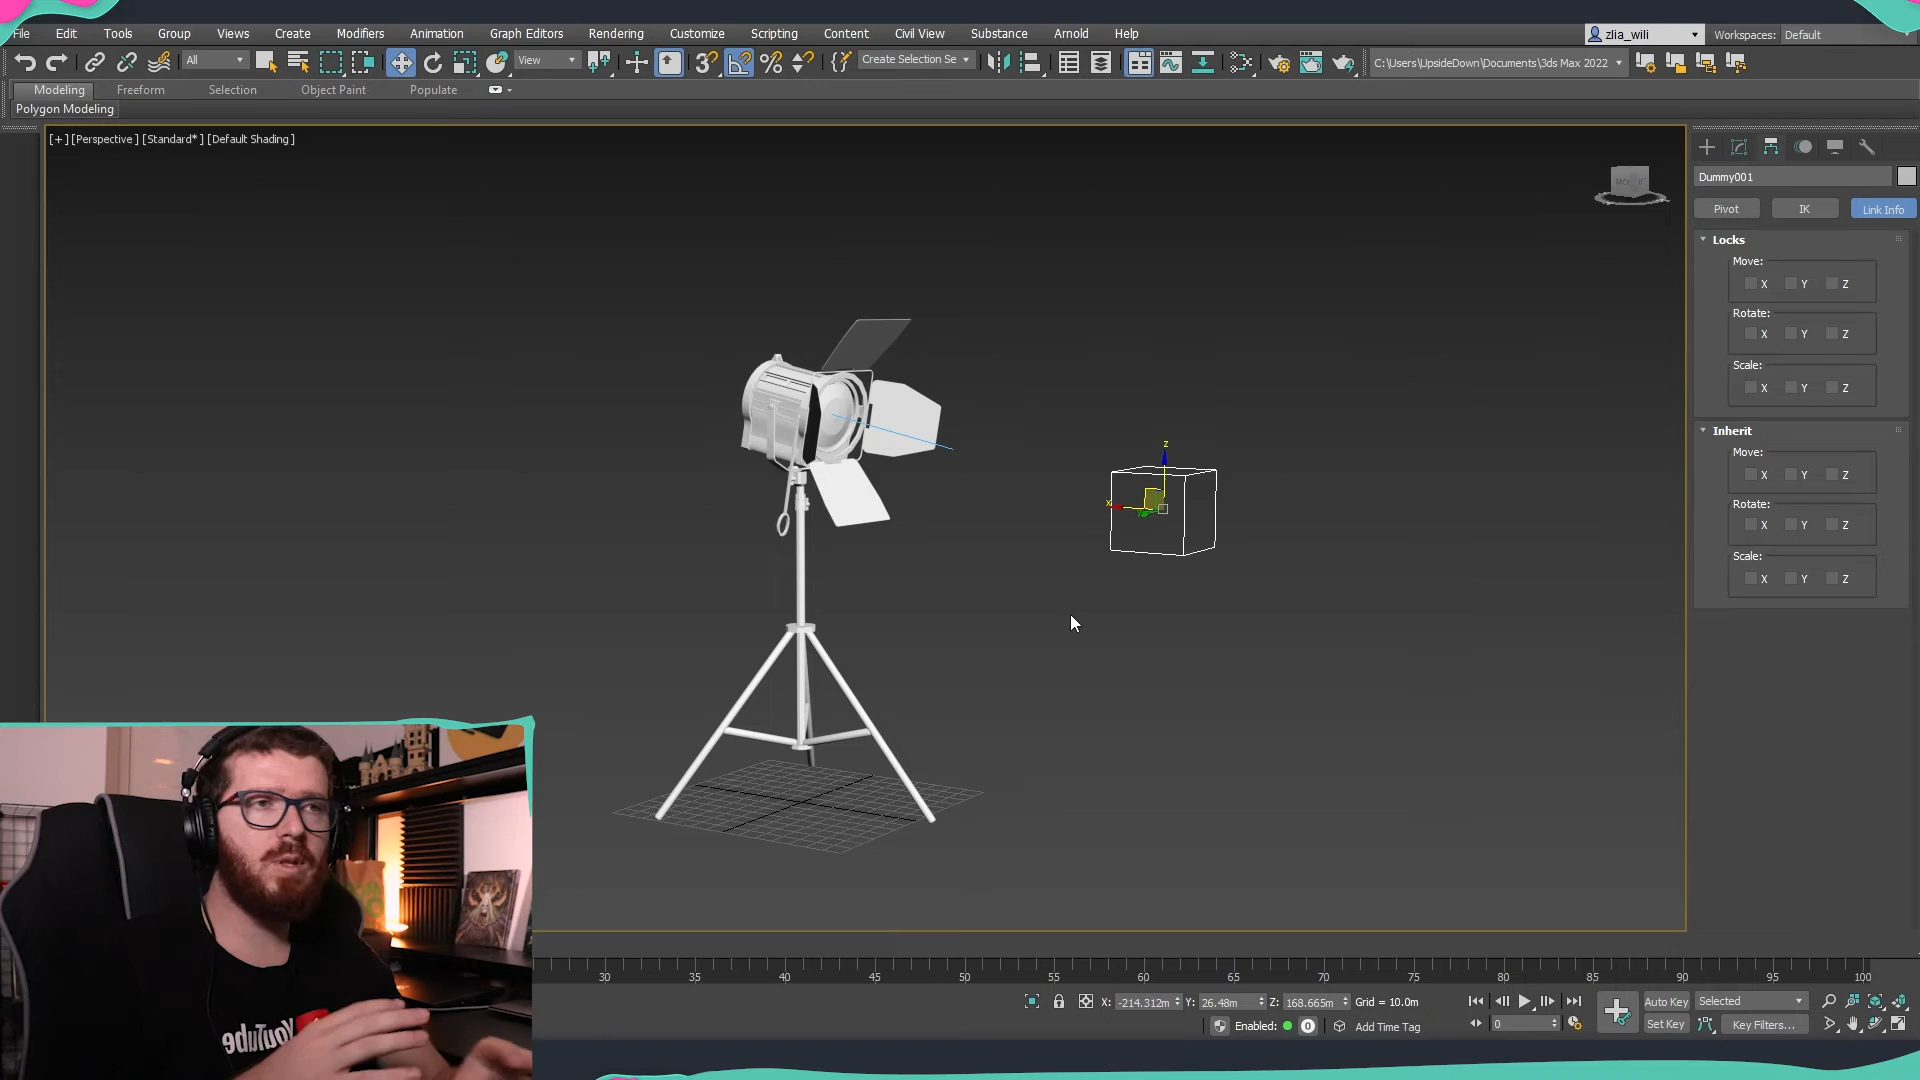 File Edit Tools Group Views Create Modifiers Animation Graph Editors Rendering Customize Scripting Content Civil View Substance Arnold Help zlia_wili Workspaces: Default
All View Create Selection Se C:\Users\UpsideDown\Documents\3ds Max 2022
Modeling Freeform Selection Object Paint Populate
Polygon Modeling
[+] [Perspective] [Standard*] [Default Shading]
Dummy001
Pivot IK Link Info
Locks
Move:
X Y Z
Rotate:
X Y Z
Scale:
X Y Z
Inherit
Move:
X Y Z
Rotate:
X Y Z
Scale:
X Y Z
z
x
YouTube
30 35 40 45 50 55 60 65 70 75 80 85 90 95 100
X: -214.312m Y: 26.48m Z: 168.665m Grid = 10.0m Auto Key Selected
Enabled: 0 Add Time Tag 0 Set Key Key Filters...